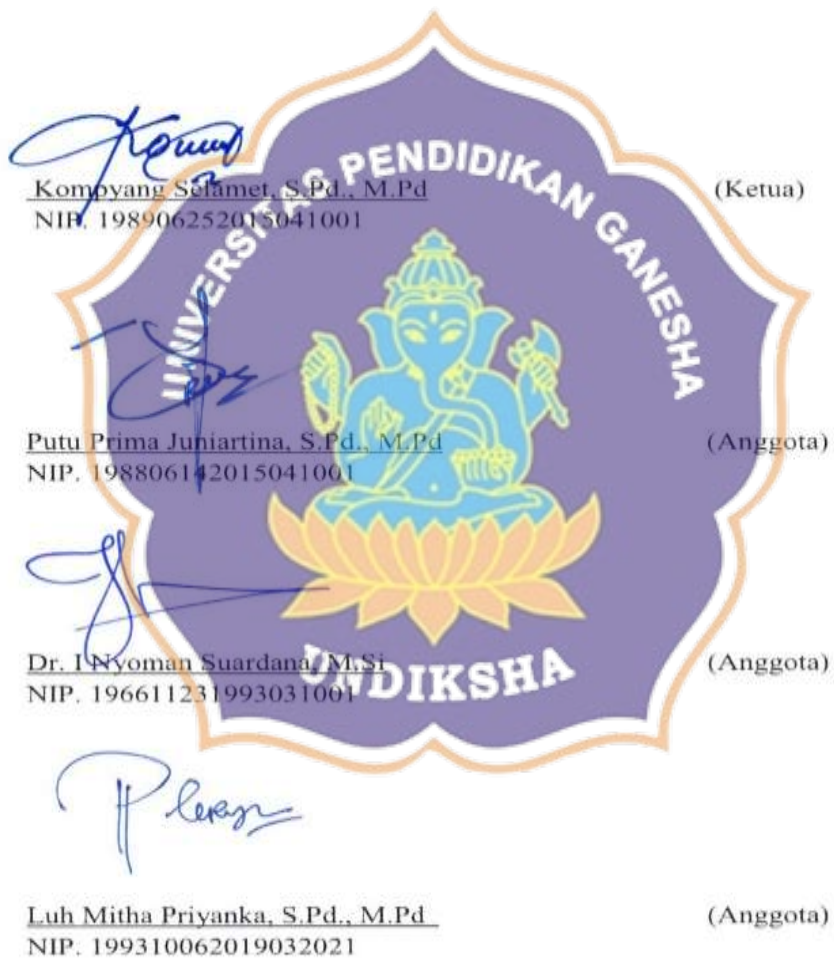 Kompyang Selamet, S.Pd., M.Pd (Ketua)
NIP. 198906252015041001
UNIVERSITAS PENDIDIKAN GANESHA
Putu Prima Juniartina, S.Pd., M.Pd (Anggota)
NIP. 198806142015041001
Dr. I Nyoman Suardana, M.Si (Anggota)
NIP. 196611231993031001
UNDIKSHA
Luh Mitha Priyanka, S.Pd., M.Pd (Anggota)
NIP. 199310062019032021